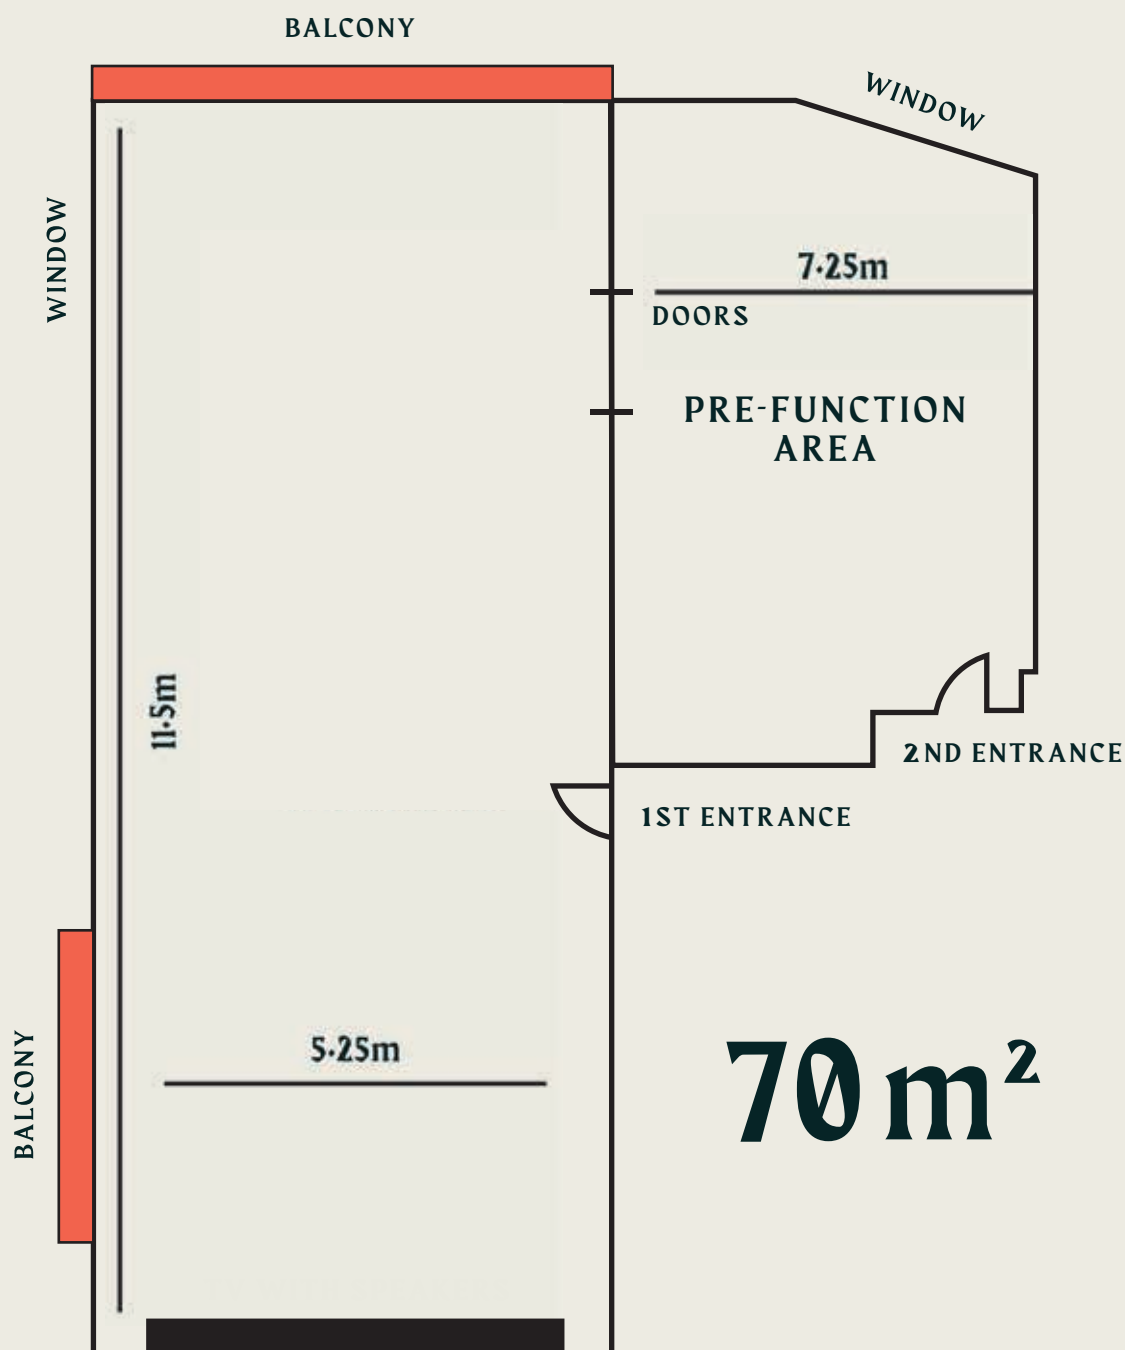 BALCONY
WINDOW
WINDOW
7.25m
DOORS
PRE-FUNCTION
AREA
11.5m
2ND ENTRANCE
1ST ENTRANCE
BALCONY
5.25m
70 m²